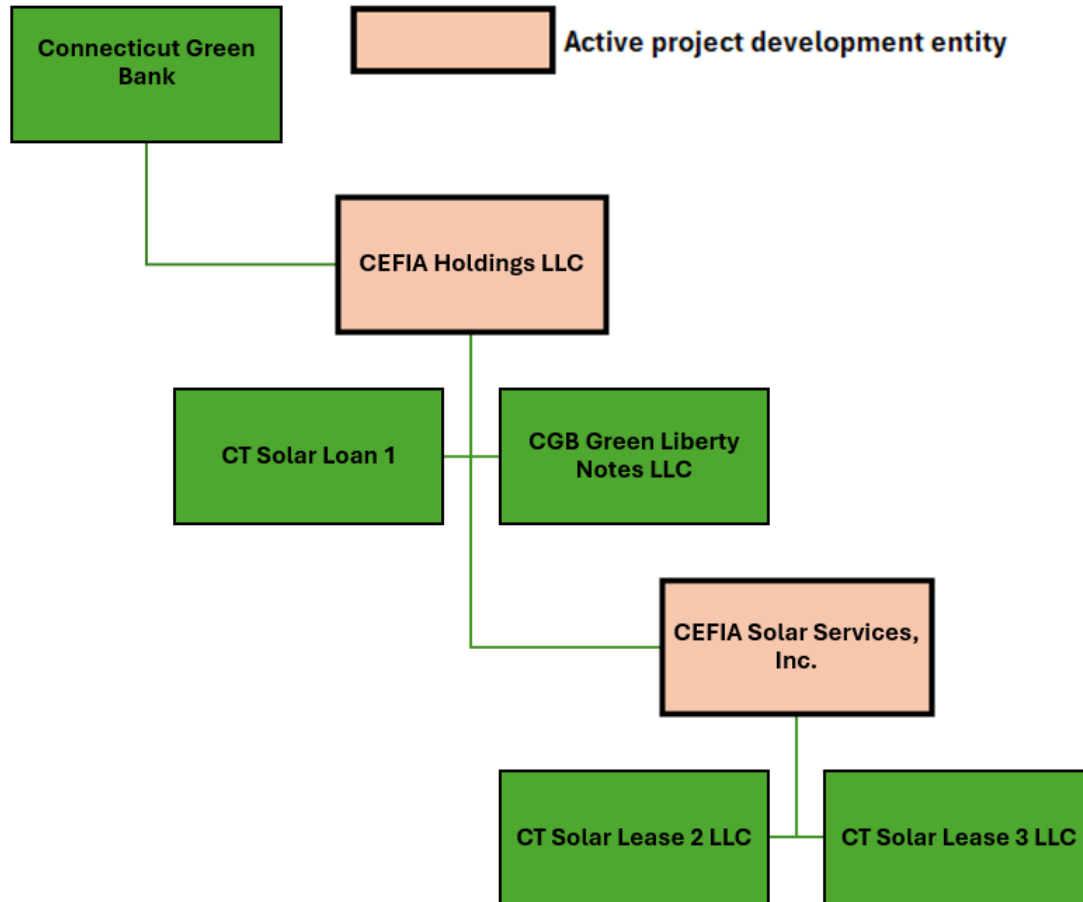 Connecticut Green
Bank
Active project development entity
CEFIA Holdings LLC
CT Solar Loan 1
CGB Green Liberty
Notes LLC
CEFIA Solar Services,
Inc.
CT Solar Lease 2 LLC
CT Solar Lease 3 LLC